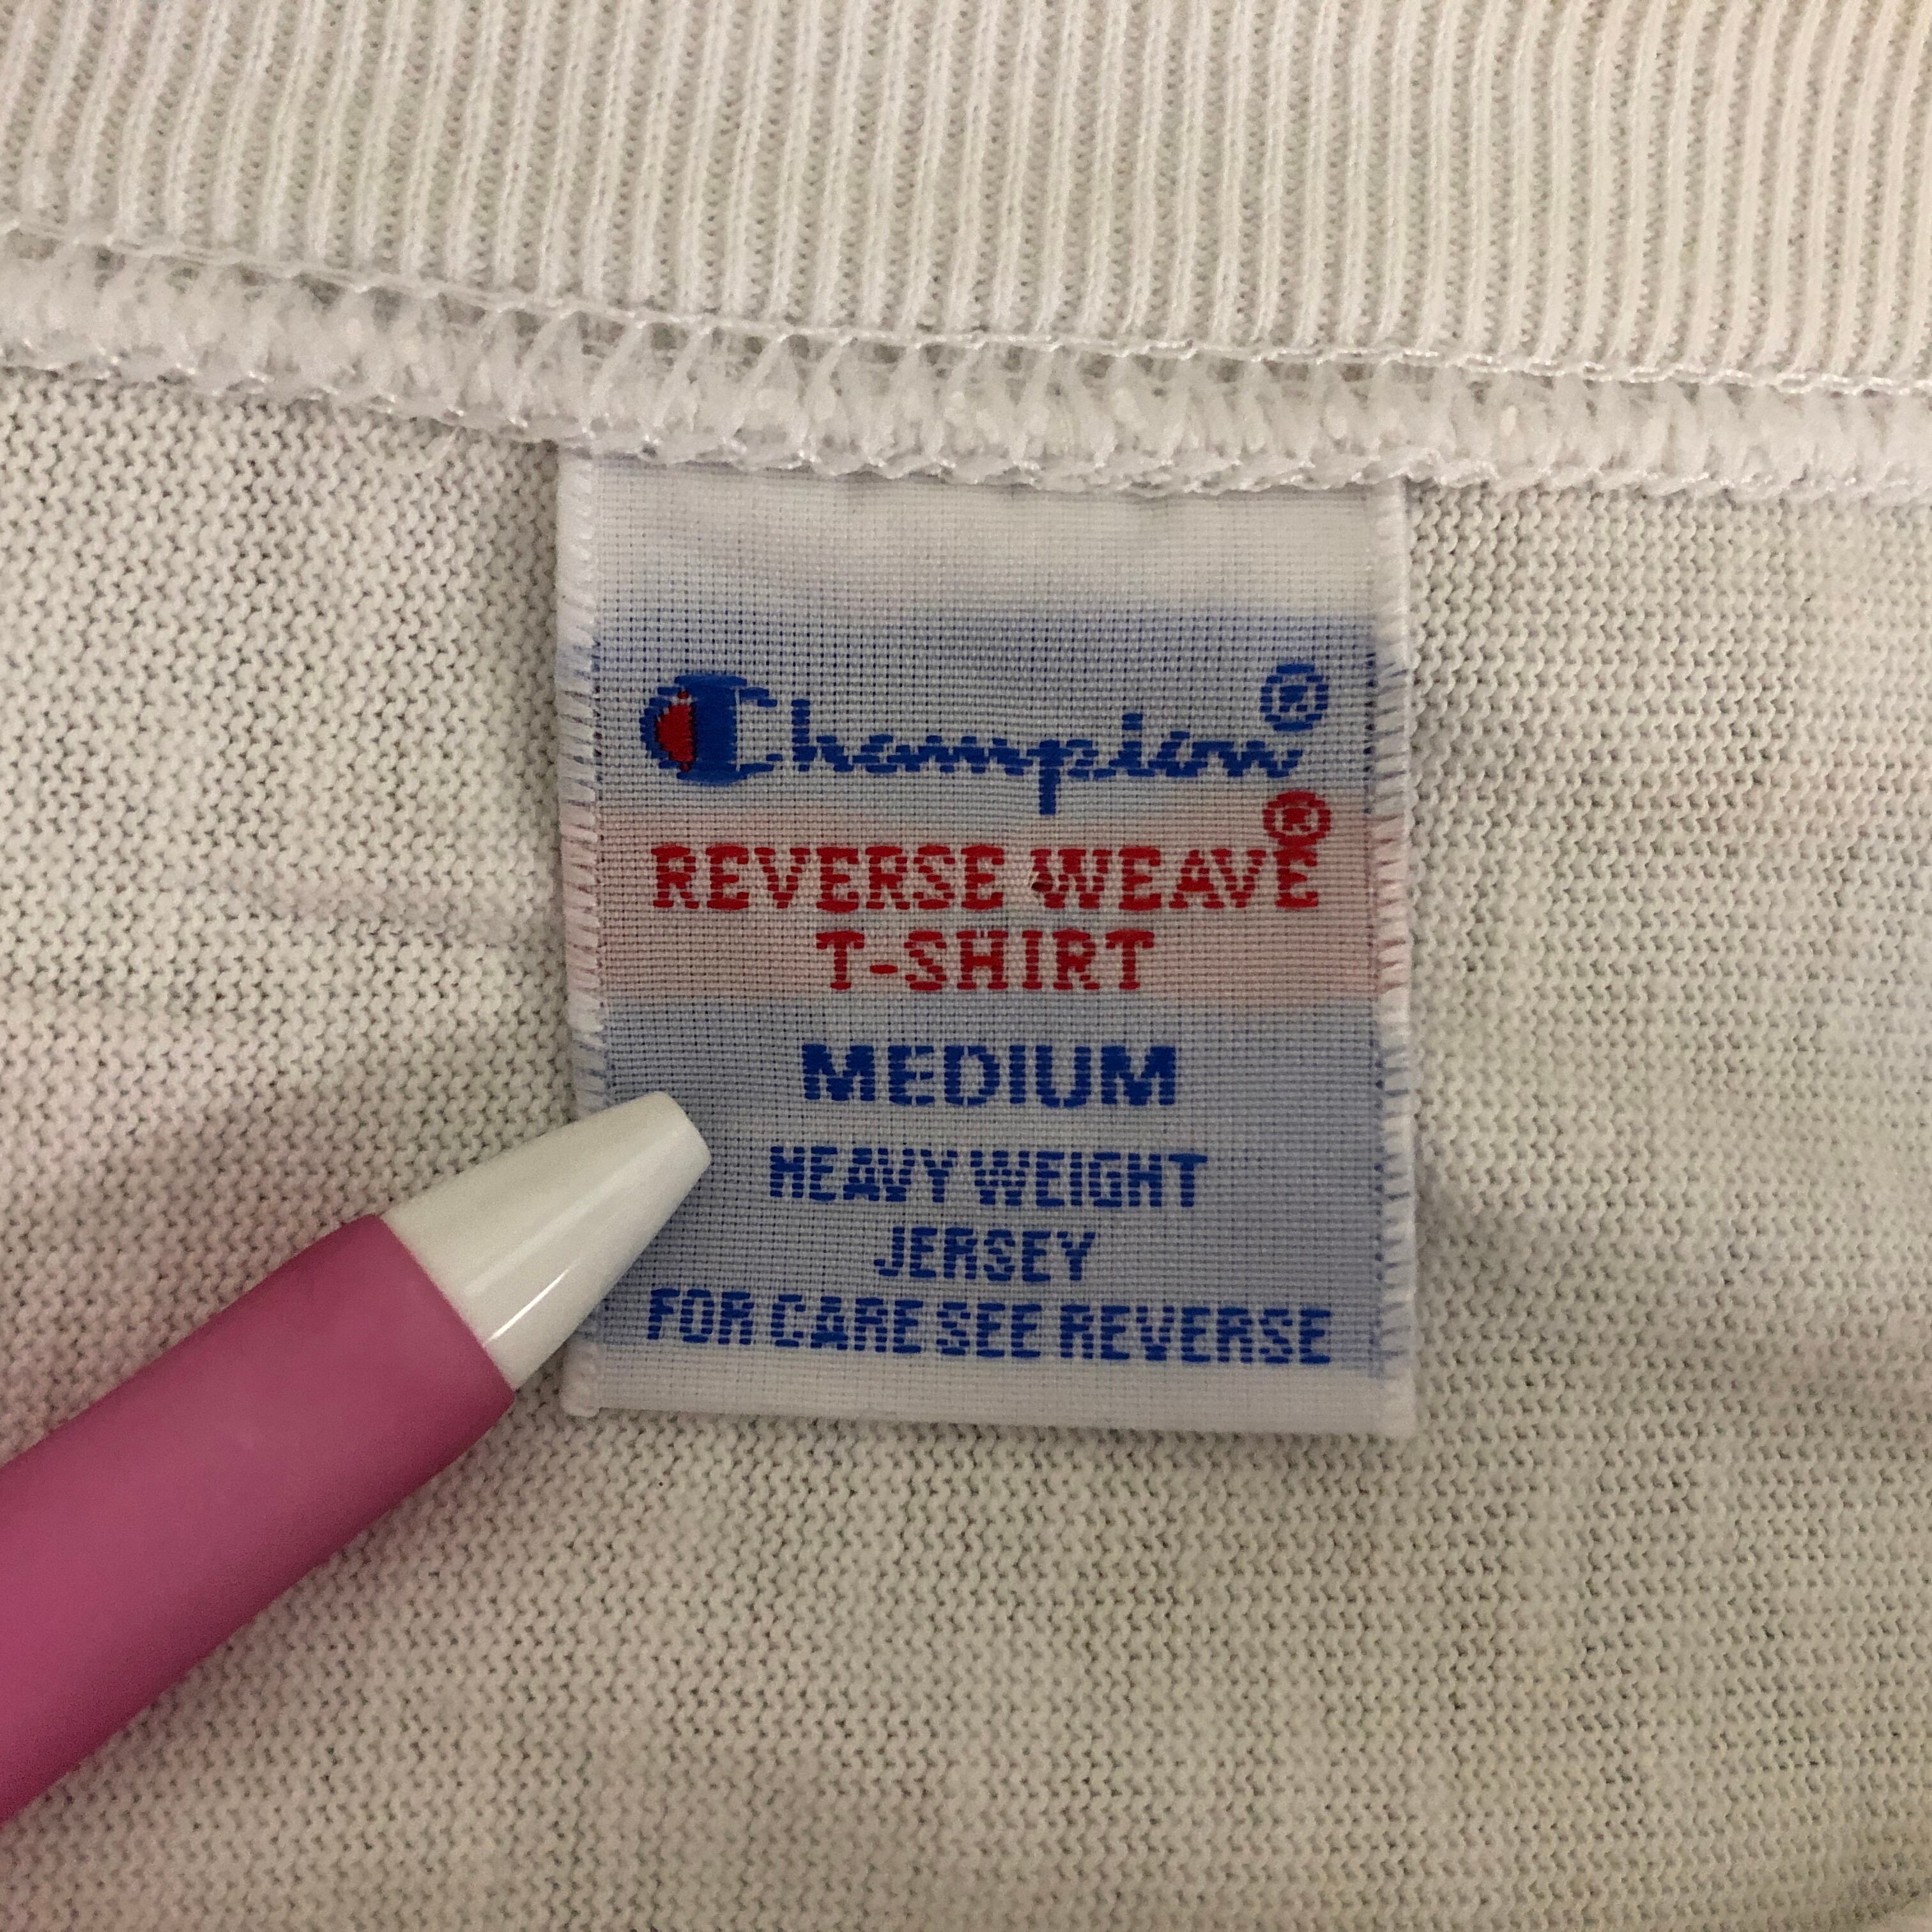 Champion®
REVERSE WEAVE®
T-SHIRT
MEDIUM
HEAVY WEIGHT
JERSEY
FOR CARE SEE REVERSE